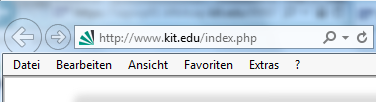 http://www.kit.edu/index.php
Datei Bearbeiten Ansicht Favoriten Extras ?